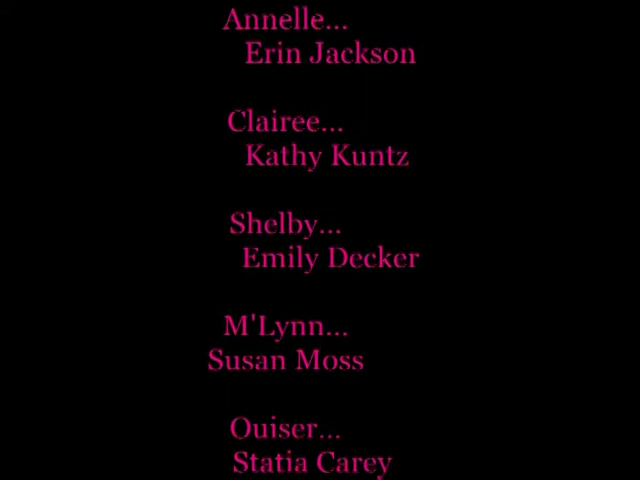 Annelle...
Erin Jackson
Clairee...
Kathy Kuntz
Shelby...
Emily Decker
M'Lynn...
Susan Moss
Ouiser...
Statia Carey